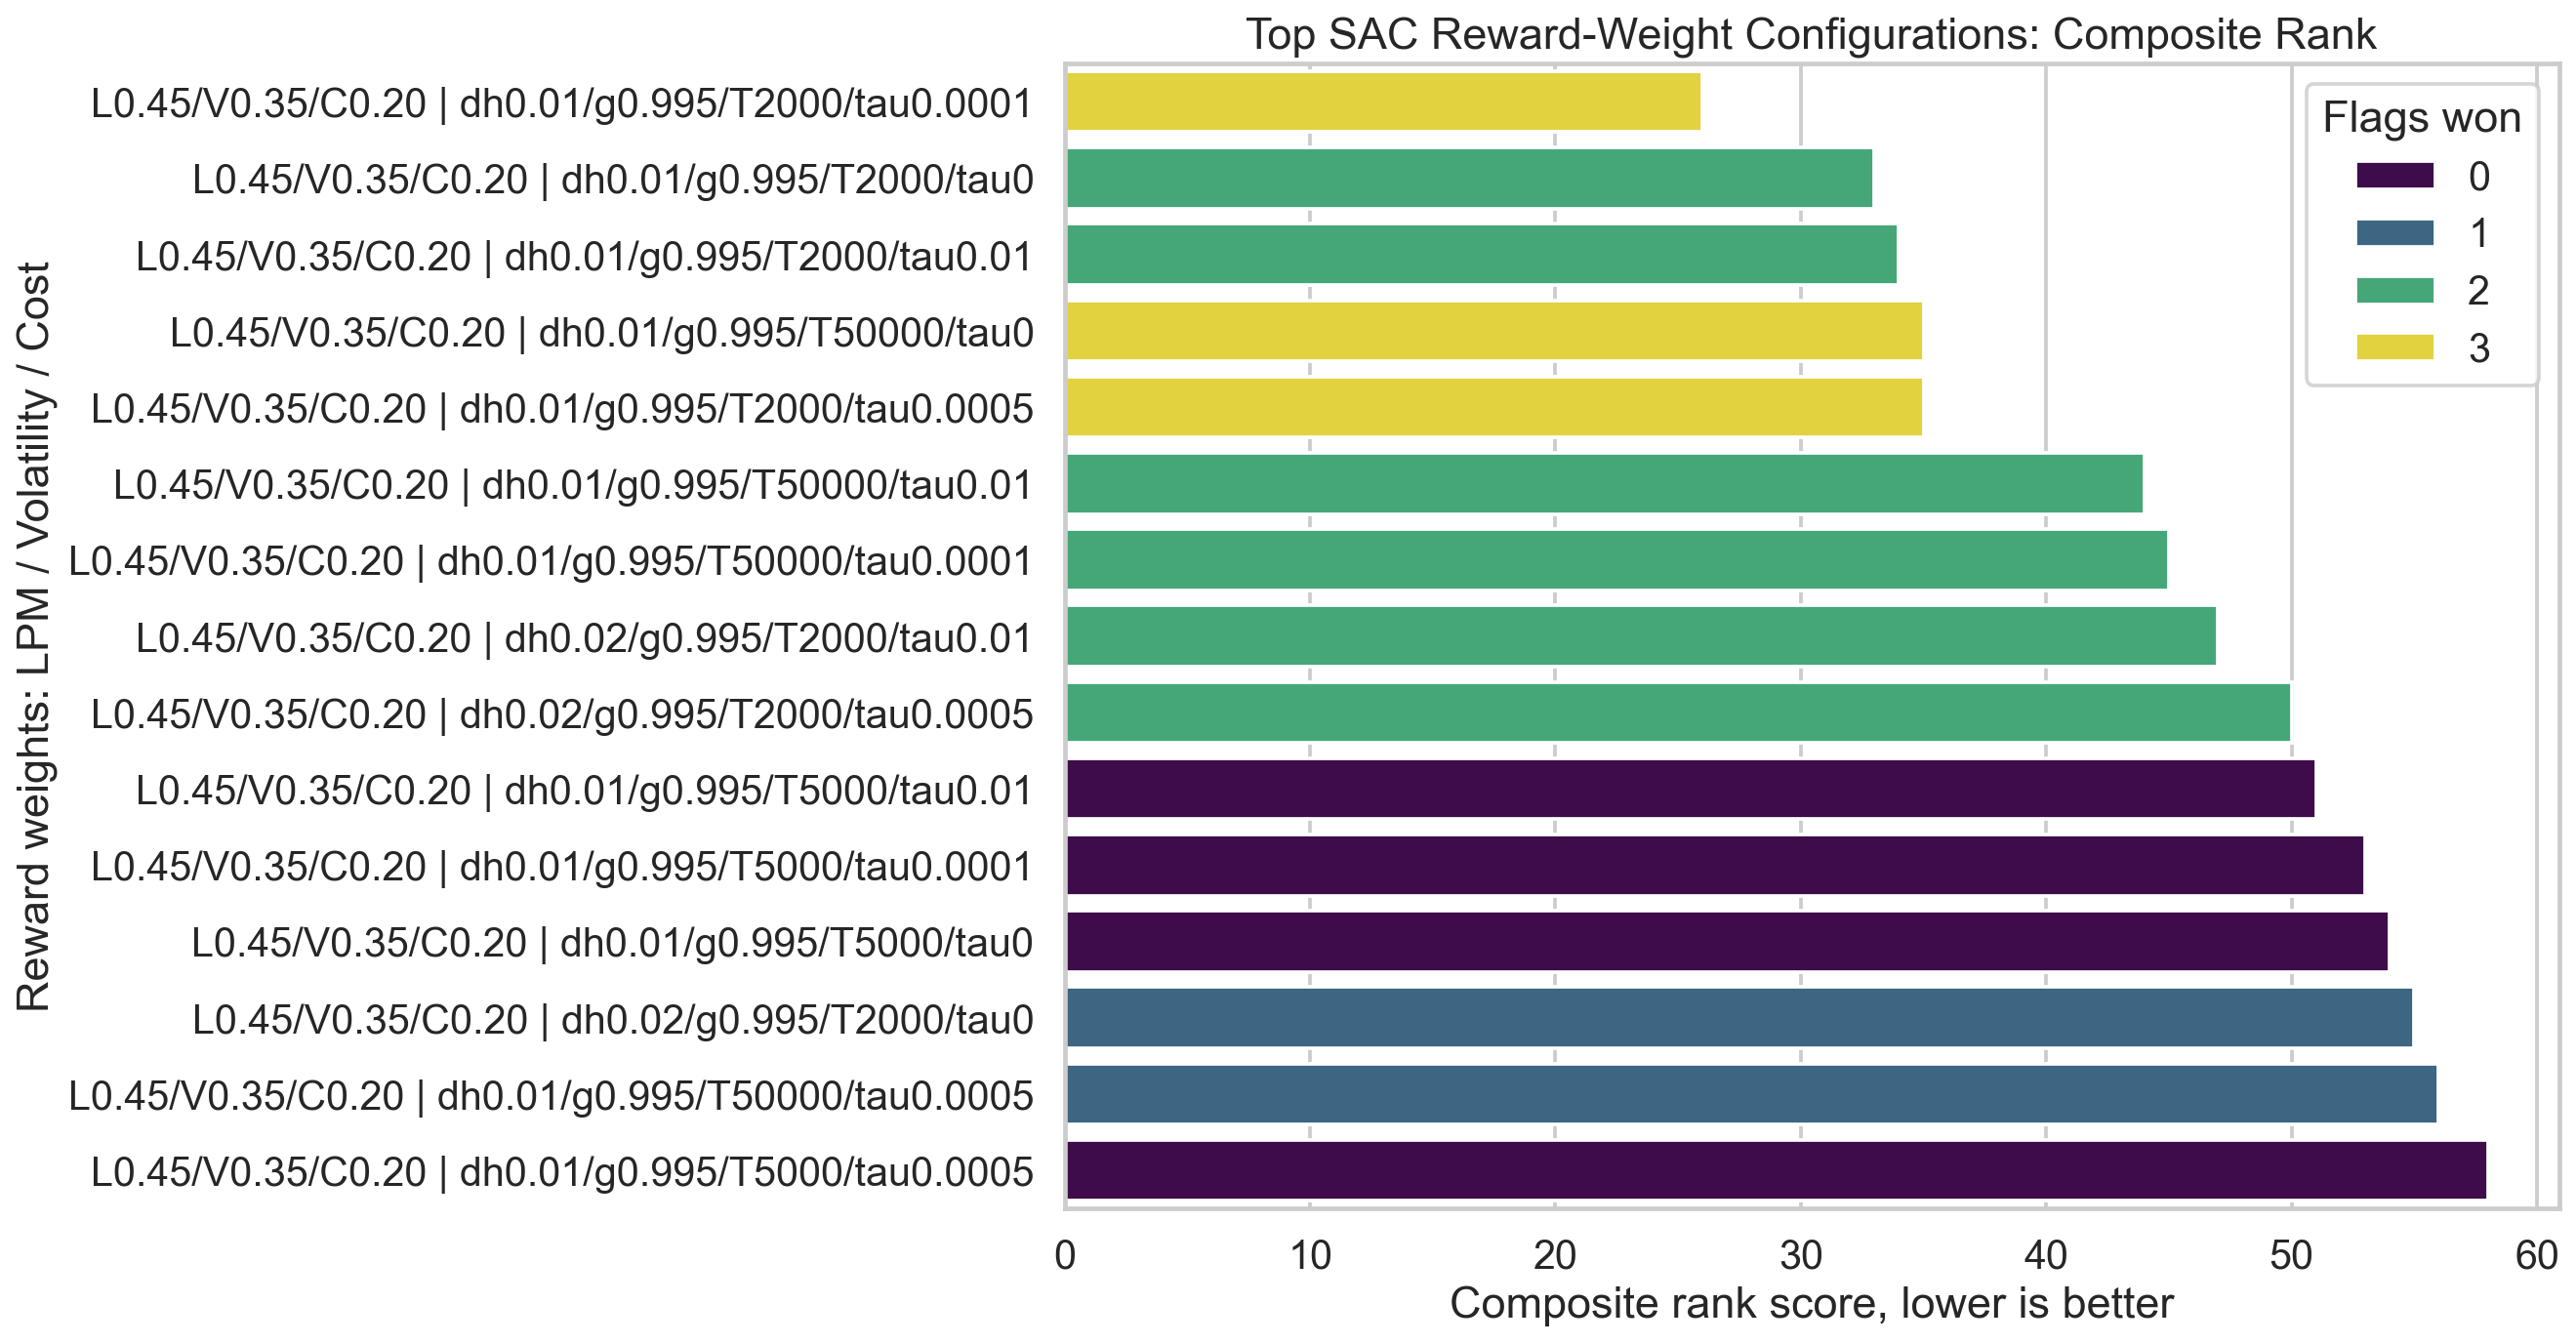 Top SAC Reward-Weight Configurations: Composite Rank
Reward weights: LPM / Volatility / Cost
L0.45/V0.35/C0.20 | dh0.01/g0.995/T2000/tau0.0001
L0.45/V0.35/C0.20 | dh0.01/g0.995/T2000/tau0
L0.45/V0.35/C0.20 | dh0.01/g0.995/T2000/tau0.01
L0.45/V0.35/C0.20 | dh0.01/g0.995/T50000/tau0
L0.45/V0.35/C0.20 | dh0.01/g0.995/T2000/tau0.0005
L0.45/V0.35/C0.20 | dh0.01/g0.995/T50000/tau0.01
L0.45/V0.35/C0.20 | dh0.01/g0.995/T50000/tau0.0001
L0.45/V0.35/C0.20 | dh0.02/g0.995/T2000/tau0.01
L0.45/V0.35/C0.20 | dh0.02/g0.995/T2000/tau0.0005
L0.45/V0.35/C0.20 | dh0.01/g0.995/T5000/tau0.01
L0.45/V0.35/C0.20 | dh0.01/g0.995/T5000/tau0.0001
L0.45/V0.35/C0.20 | dh0.01/g0.995/T5000/tau0
L0.45/V0.35/C0.20 | dh0.02/g0.995/T2000/tau0
L0.45/V0.35/C0.20 | dh0.01/g0.995/T50000/tau0.0005
L0.45/V0.35/C0.20 | dh0.01/g0.995/T5000/tau0.0005
Flags won
0
1
2
3
0 10 20 30 40 50 60
Composite rank score, lower is better